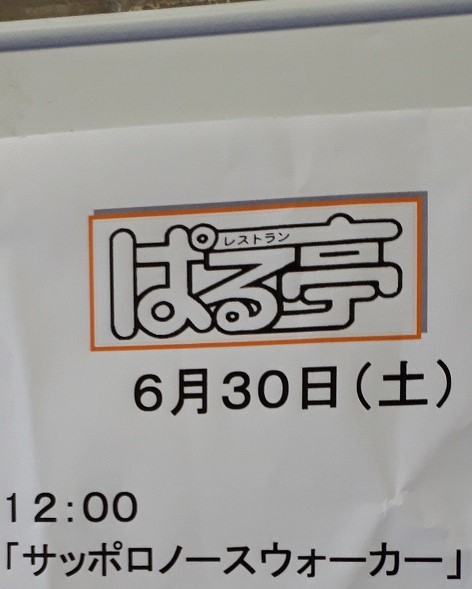 レストラン
ぱる亭
6月30日(土)
12:00
「サッポロノースウォーカー」